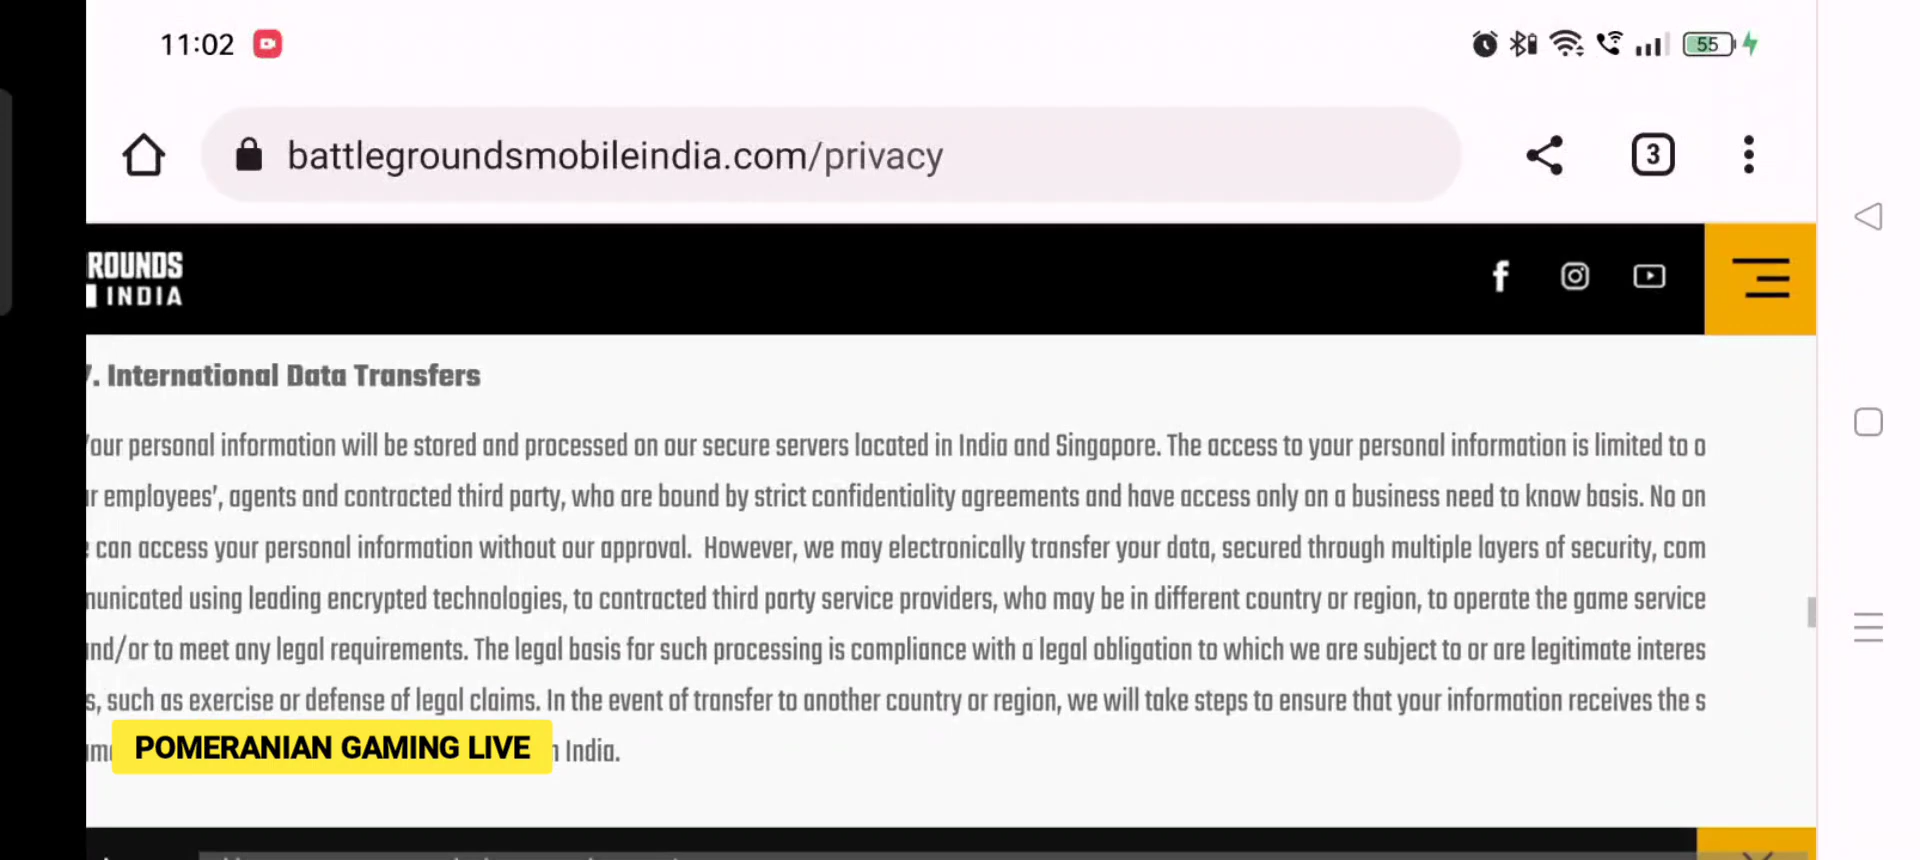 11:02
55
battlegroundsmobileindia.com/privacy
3
ROUNDS
INDIA
7. International Data Transfers
Your personal information will be stored and processed on our secure servers located in India and Singapore. The access to your personal information is limited to o
ur employees', agents and contracted third party, who are bound by strict confidentiality agreements and have access only on a business need to know basis. No on
e can access your personal information without our approval. However, we may electronically transfer your data, secured through multiple layers of security, com
municated using leading encrypted technologies, to contracted third party service providers, who may be in different country or region, to operate the game service
and/or to meet any legal requirements. The legal basis for such processing is compliance with a legal obligation to which we are subject to or are legitimate interes
s, such as exercise or defense of legal claims. In the event of transfer to another country or region, we will take steps to ensure that your information receives the s
India.
POMERANIAN GAMING LIVE